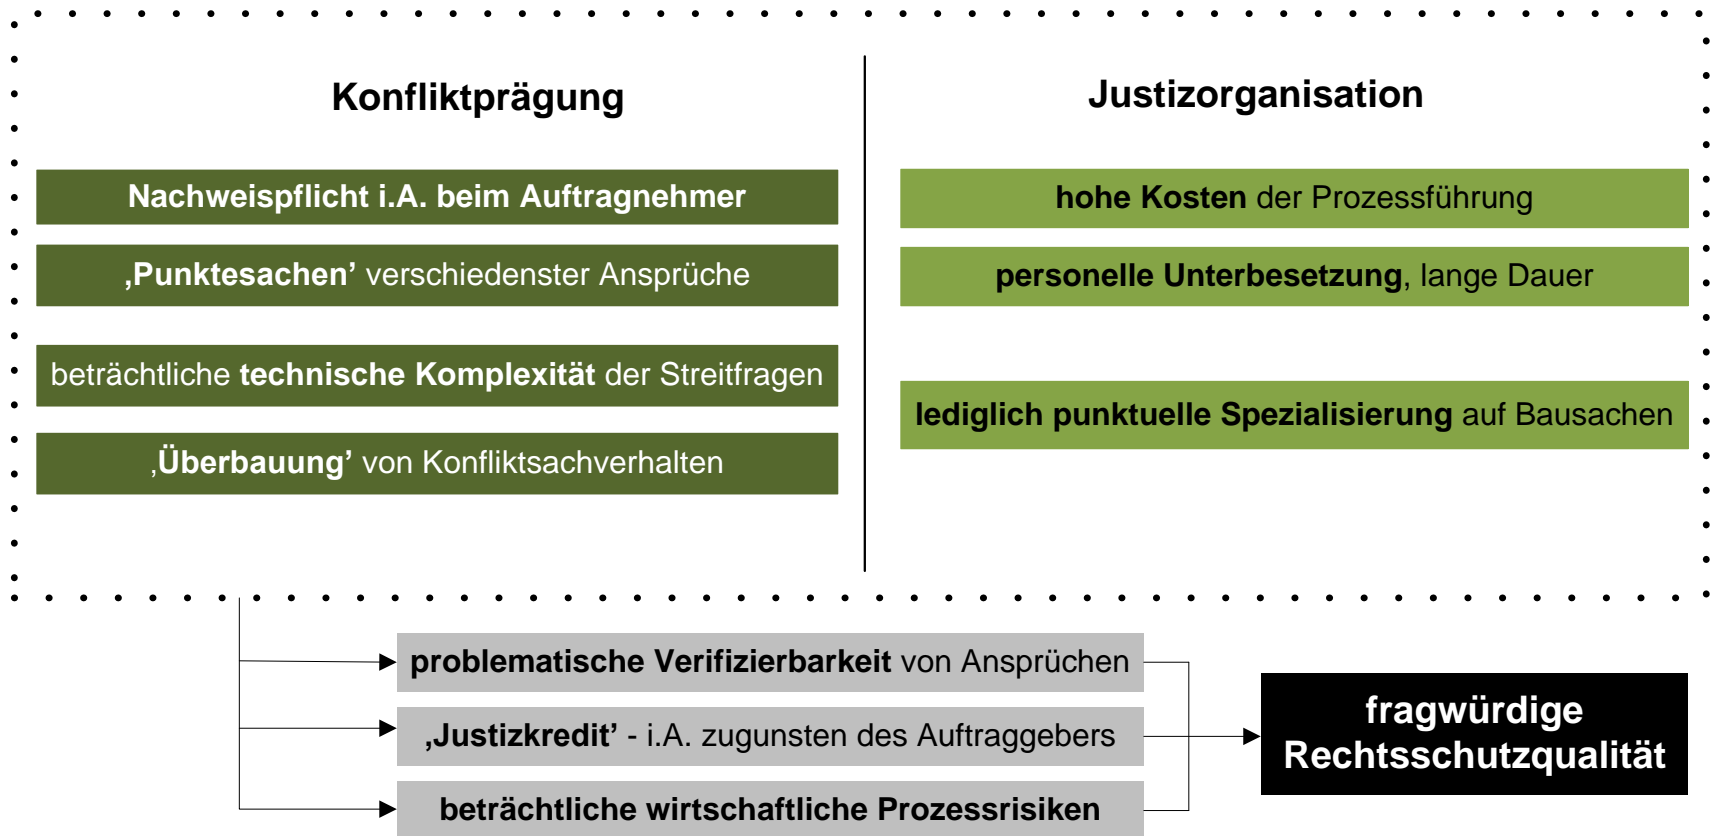 Konfliktprägung
Nachweispflicht i.A. beim Auftragnehmer
‚Punktesachen’ verschiedenster Ansprüche
beträchtliche technische Komplexität der Streitfragen
‚Überbauung’ von Konfliktsachverhalten
Justizorganisation
hohe Kosten der Prozessführung
personelle Unterbesetzung, lange Dauer
lediglich punktuelle Spezialisierung auf Bausachen
problematische Verifizierbarkeit von Ansprüchen
‚Justizkredit’ - i.A. zugunsten des Auftraggebers
beträchtliche wirtschaftliche Prozessrisiken
fragwürdige
Rechtsschutzqualität